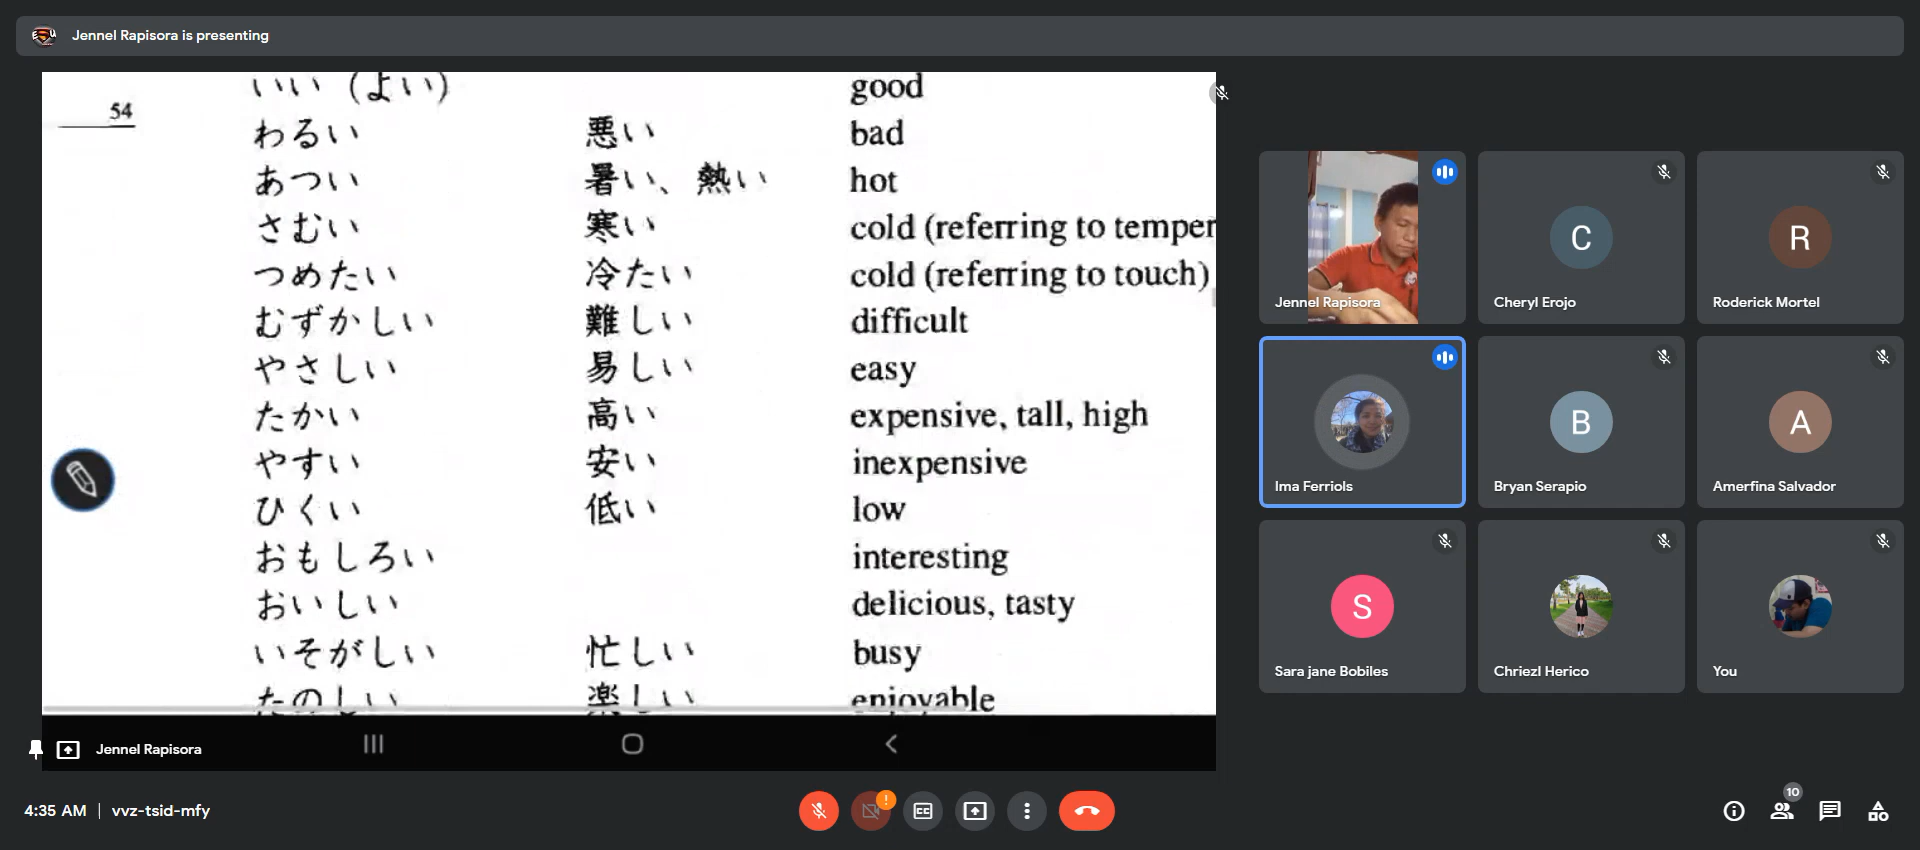 Jennel Rapisora is presenting
54
いい (よい) good
わるい 悪い bad
あつい 暑い、熱い hot
さむい 寒い cold (referring to temper
つめたい 冷たい cold (referring to touch)
むずかしい 難しい difficult
やさしい 易しい easy
たかい 高い expensive, tall, high
やすい 安い inexpensive
ひくい 低い low
おもしろい interesting
おいしい delicious, tasty
いそがしい 忙しい busy
たのしい 楽しい enjoyable
Jennel Rapisora
Jennel Rapisora
C
Cheryl Erojo
R
Roderick Mortel
Ima Ferriols
B
Bryan Serapio
A
Amerfina Salvador
S
Sara jane Bobiles
Chriezl Herico
You
4:35 AM | vvz-tsid-mfy
!
CC
10